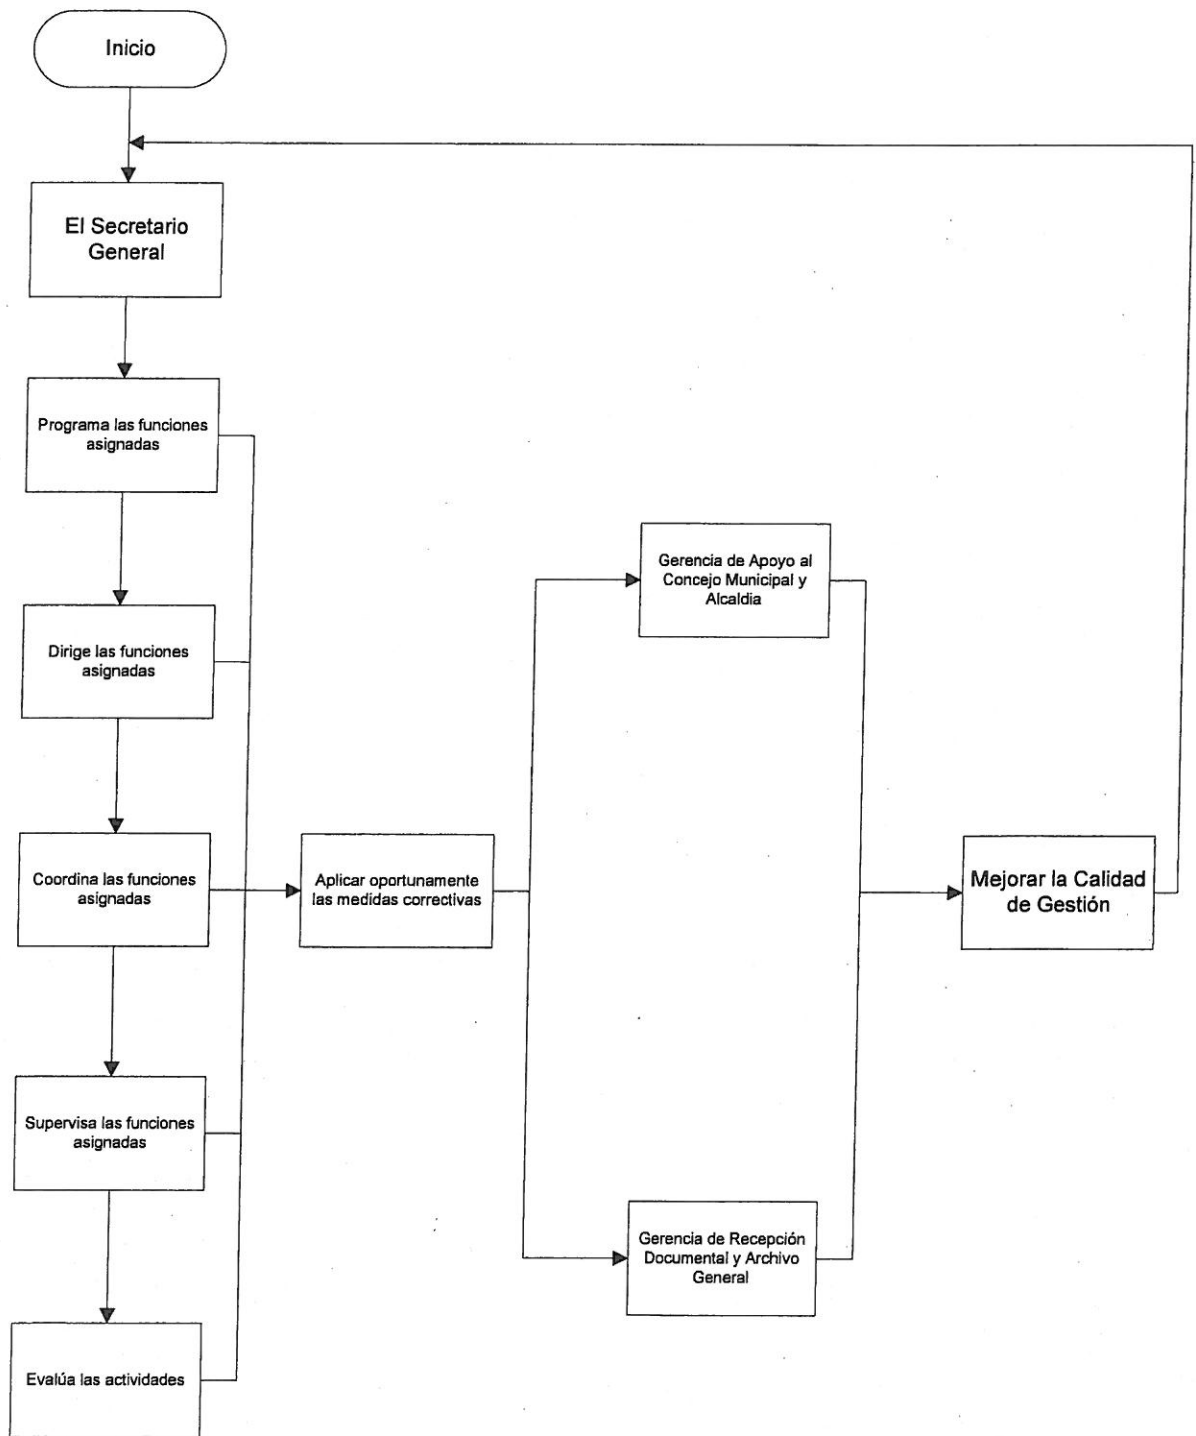 Inicio
El Secretario
General
Programa las funciones
asignadas
Dirige las funciones
asignadas
Coordina las funciones
asignadas
Supervisa las funciones
asignadas
Evalúa las actividades
Aplicar oportunamente
las medidas correctivas
Gerencia de Apoyo al
Concejo Municipal y
Alcaldia
Gerencia de Recepción
Documental y Archivo
General
Mejorar la Calidad
de Gestión